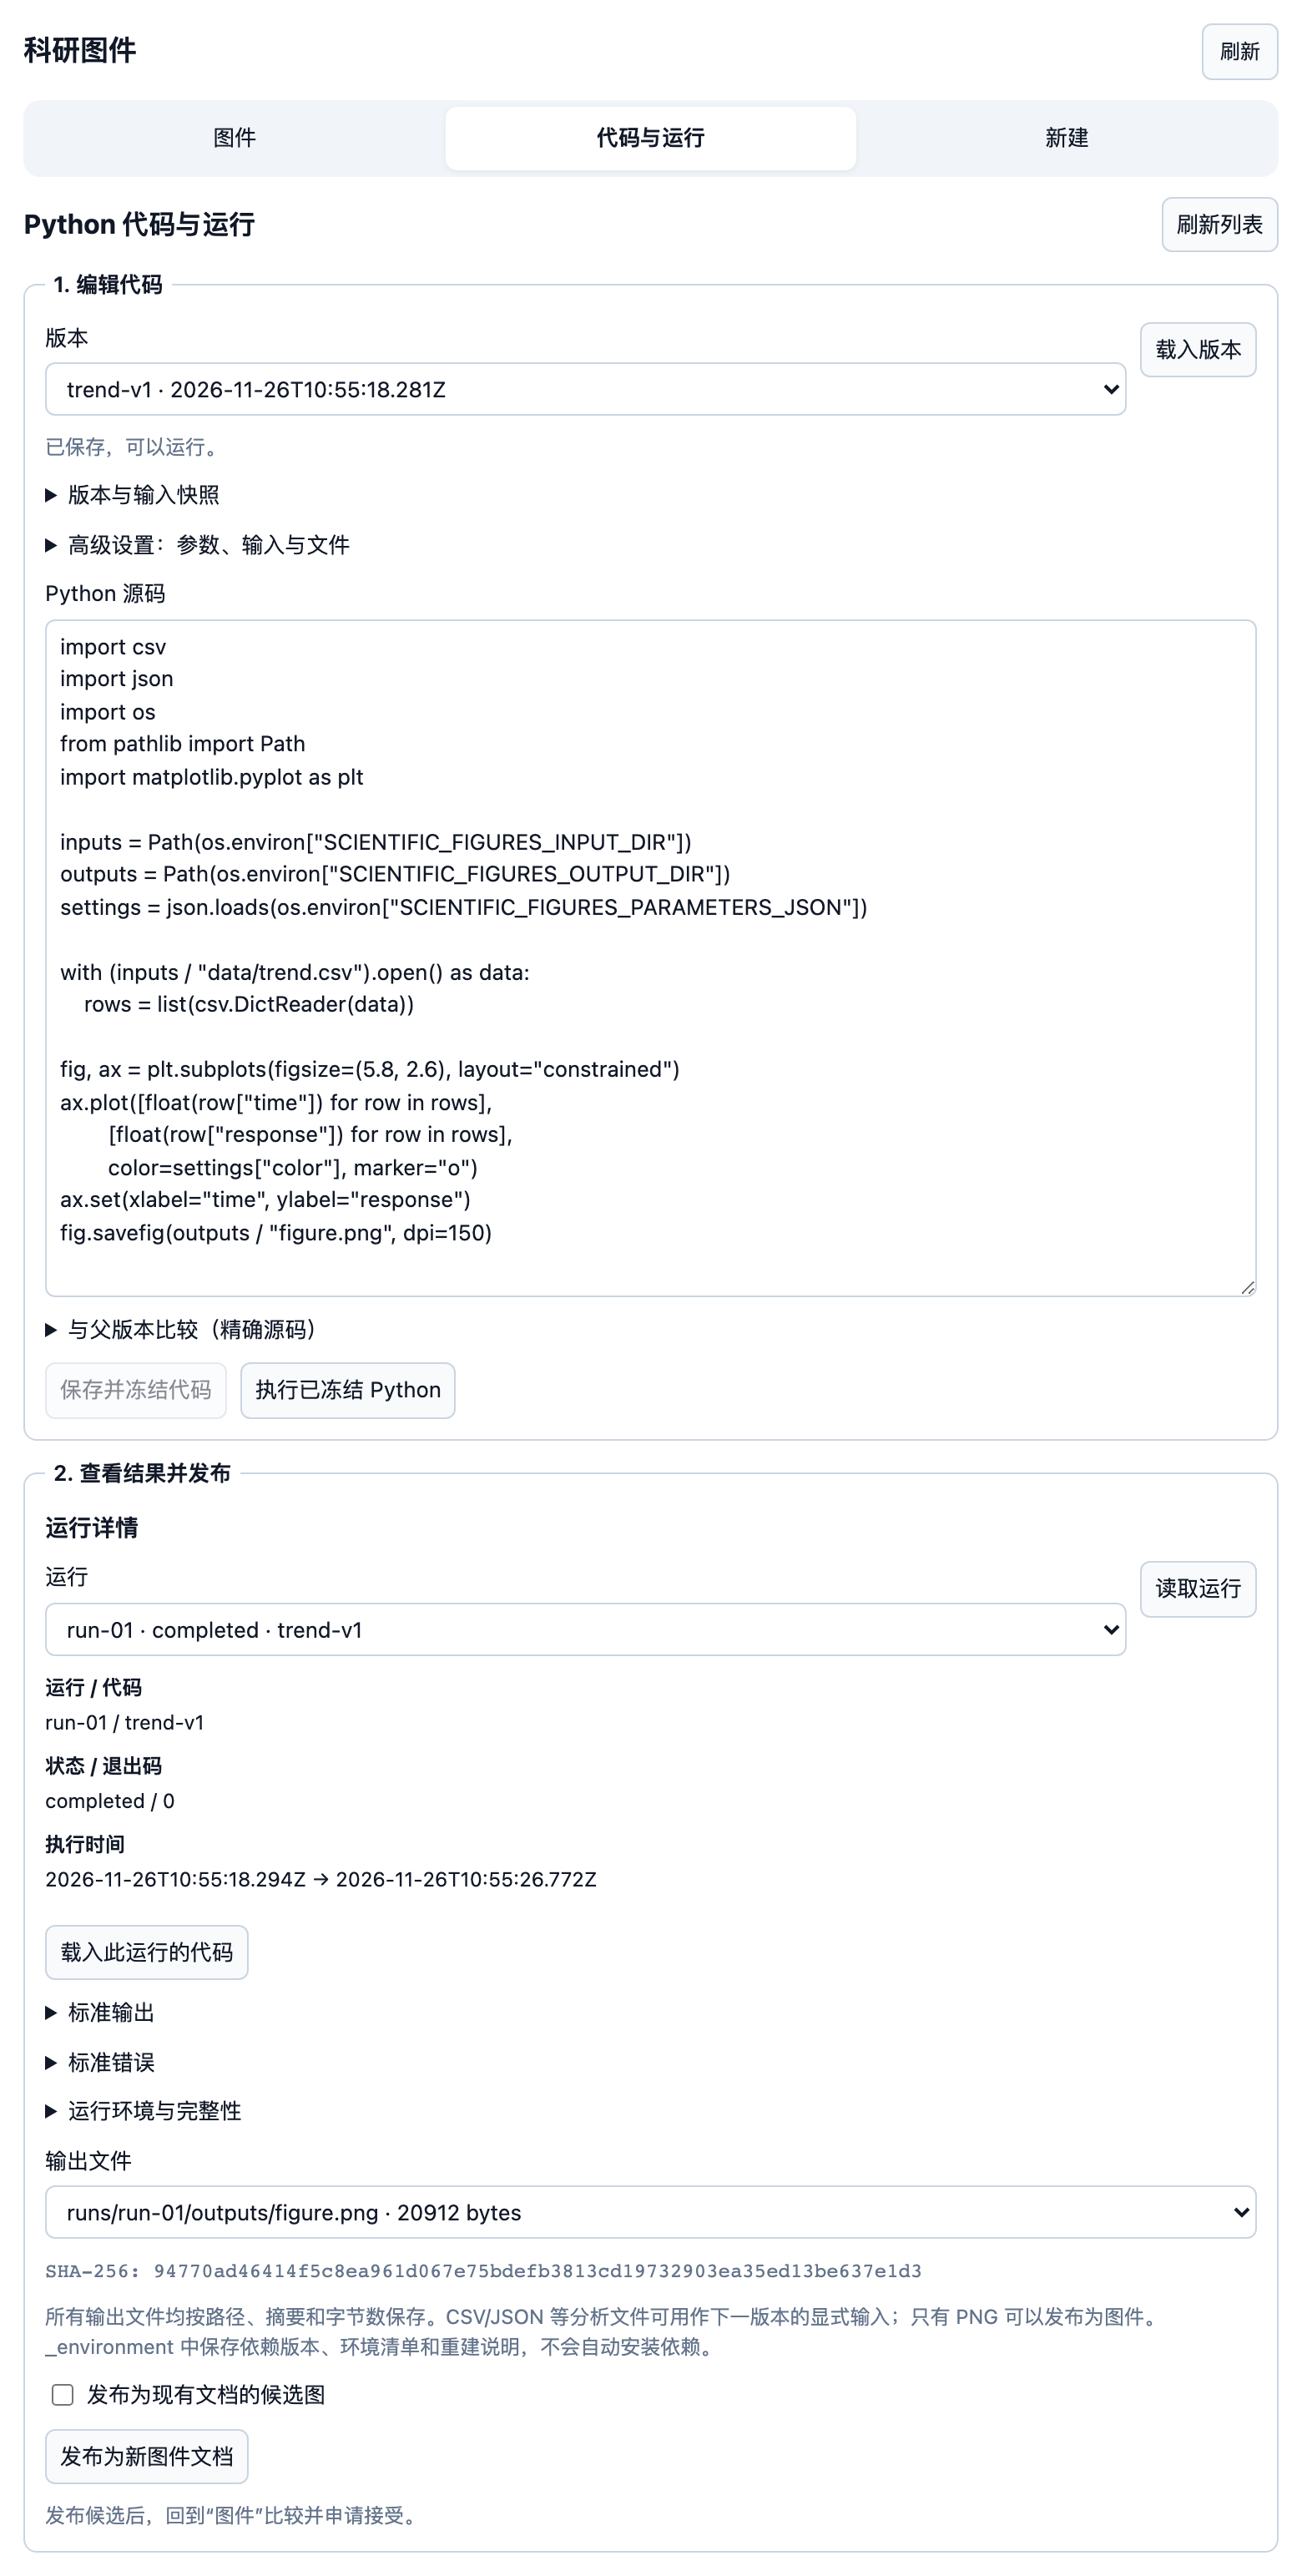 科研图件
刷新
图件
代码与运行
新建
Python 代码与运行
刷新列表
1. 编辑代码
版本
载入版本
trend-v1 · 2026-11-26T10:55:18.281Z
已保存，可以运行。
版本与输入快照
高级设置：参数、输入与文件
Python 源码
import csv
import json
import os
from pathlib import Path
import matplotlib.pyplot as plt
inputs = Path(os.environ["SCIENTIFIC_FIGURES_INPUT_DIR"])
outputs = Path(os.environ["SCIENTIFIC_FIGURES_OUTPUT_DIR"])
settings = json.loads(os.environ["SCIENTIFIC_FIGURES_PARAMETERS_JSON"])
with (inputs / "data/trend.csv").open() as data:
    rows = list(csv.DictReader(data))
fig, ax = plt.subplots(figsize=(5.8, 2.6), layout="constrained")
ax.plot([float(row["time"]) for row in rows],
        [float(row["response"]) for row in rows],
        color=settings["color"], marker="o")
ax.set(xlabel="time", ylabel="response")
fig.savefig(outputs / "figure.png", dpi=150)
与父版本比较（精确源码）
保存并冻结代码
执行已冻结 Python
2. 查看结果并发布
运行详情
运行
读取运行
run-01 · completed · trend-v1
运行 / 代码
run-01 / trend-v1
状态 / 退出码
completed / 0
执行时间
2026-11-26T10:55:18.294Z → 2026-11-26T10:55:26.772Z
载入此运行的代码
标准输出
标准错误
运行环境与完整性
输出文件
runs/run-01/outputs/figure.png · 20912 bytes
SHA-256: 94770ad46414f5c8ea961d067e75bdefb3813cd19732903ea35ed13be637e1d3
所有输出文件均按路径、摘要和字节数保存。CSV/JSON 等分析文件可用作下一版本的显式输入；只有 PNG 可以发布为图件。
_environment 中保存依赖版本、环境清单和重建说明，不会自动安装依赖。
发布为现有文档的候选图
发布为新图件文档
发布候选后，回到“图件”比较并申请接受。